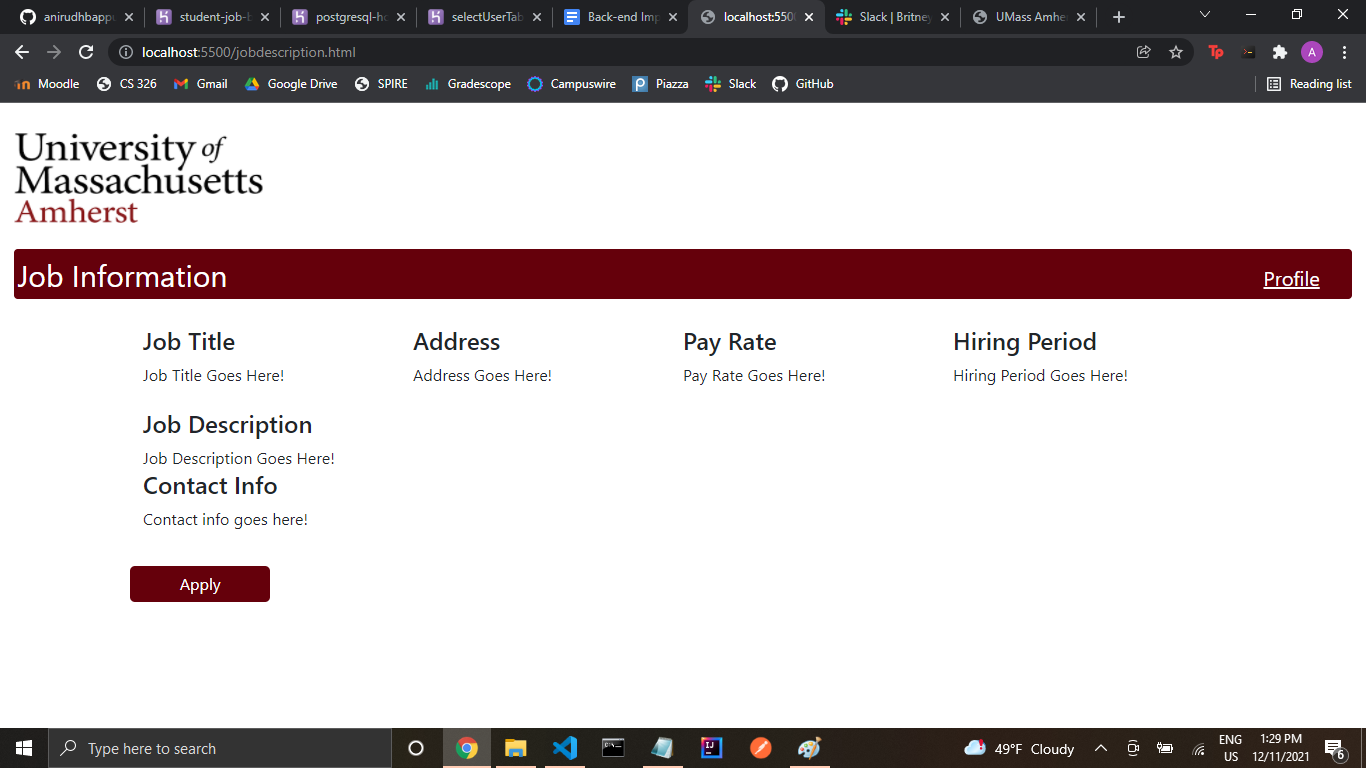 anirudhbappu
student-job-b
postgresql-ho
selectUserTab
Back-end Imp
localhost:550
Slack | Britney
UMass Amhe
localhost:5500/jobdescription.html
Tp
A
Moodle
CS 326
Gmail
Google Drive
SPIRE
Gradescope
Campuswire
Piazza
Slack
GitHub
Reading list
University of
Massachusetts
Amherst
Job Information
Profile
Job Title
Address
Pay Rate
Hiring Period
Job Title Goes Here!
Address Goes Here!
Pay Rate Goes Here!
Hiring Period Goes Here!
Job Description
Job Description Goes Here!
Contact Info
Contact info goes here!
Apply
Type here to search
49°F Cloudy
ENG
US
1:29 PM
12/11/2021
6